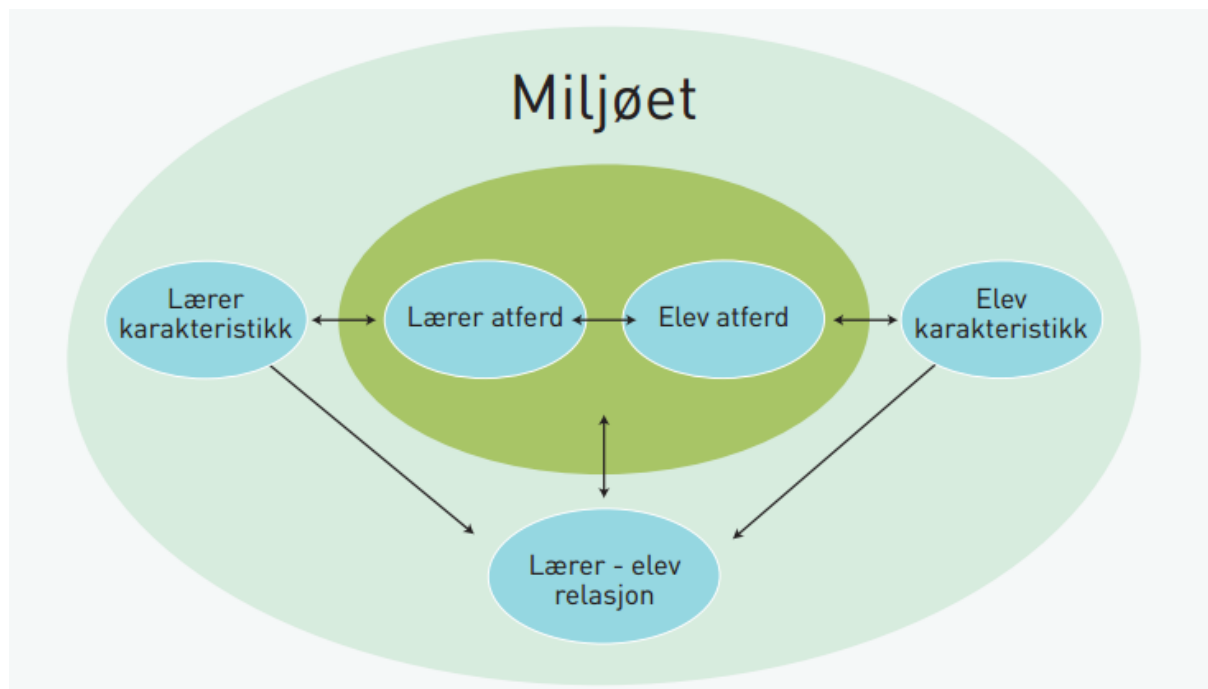 Miljøet
Lærer
karakteristikk
Lærer atferd
Elev atferd
Elev
karakteristikk
Lærer - elev
relasjon